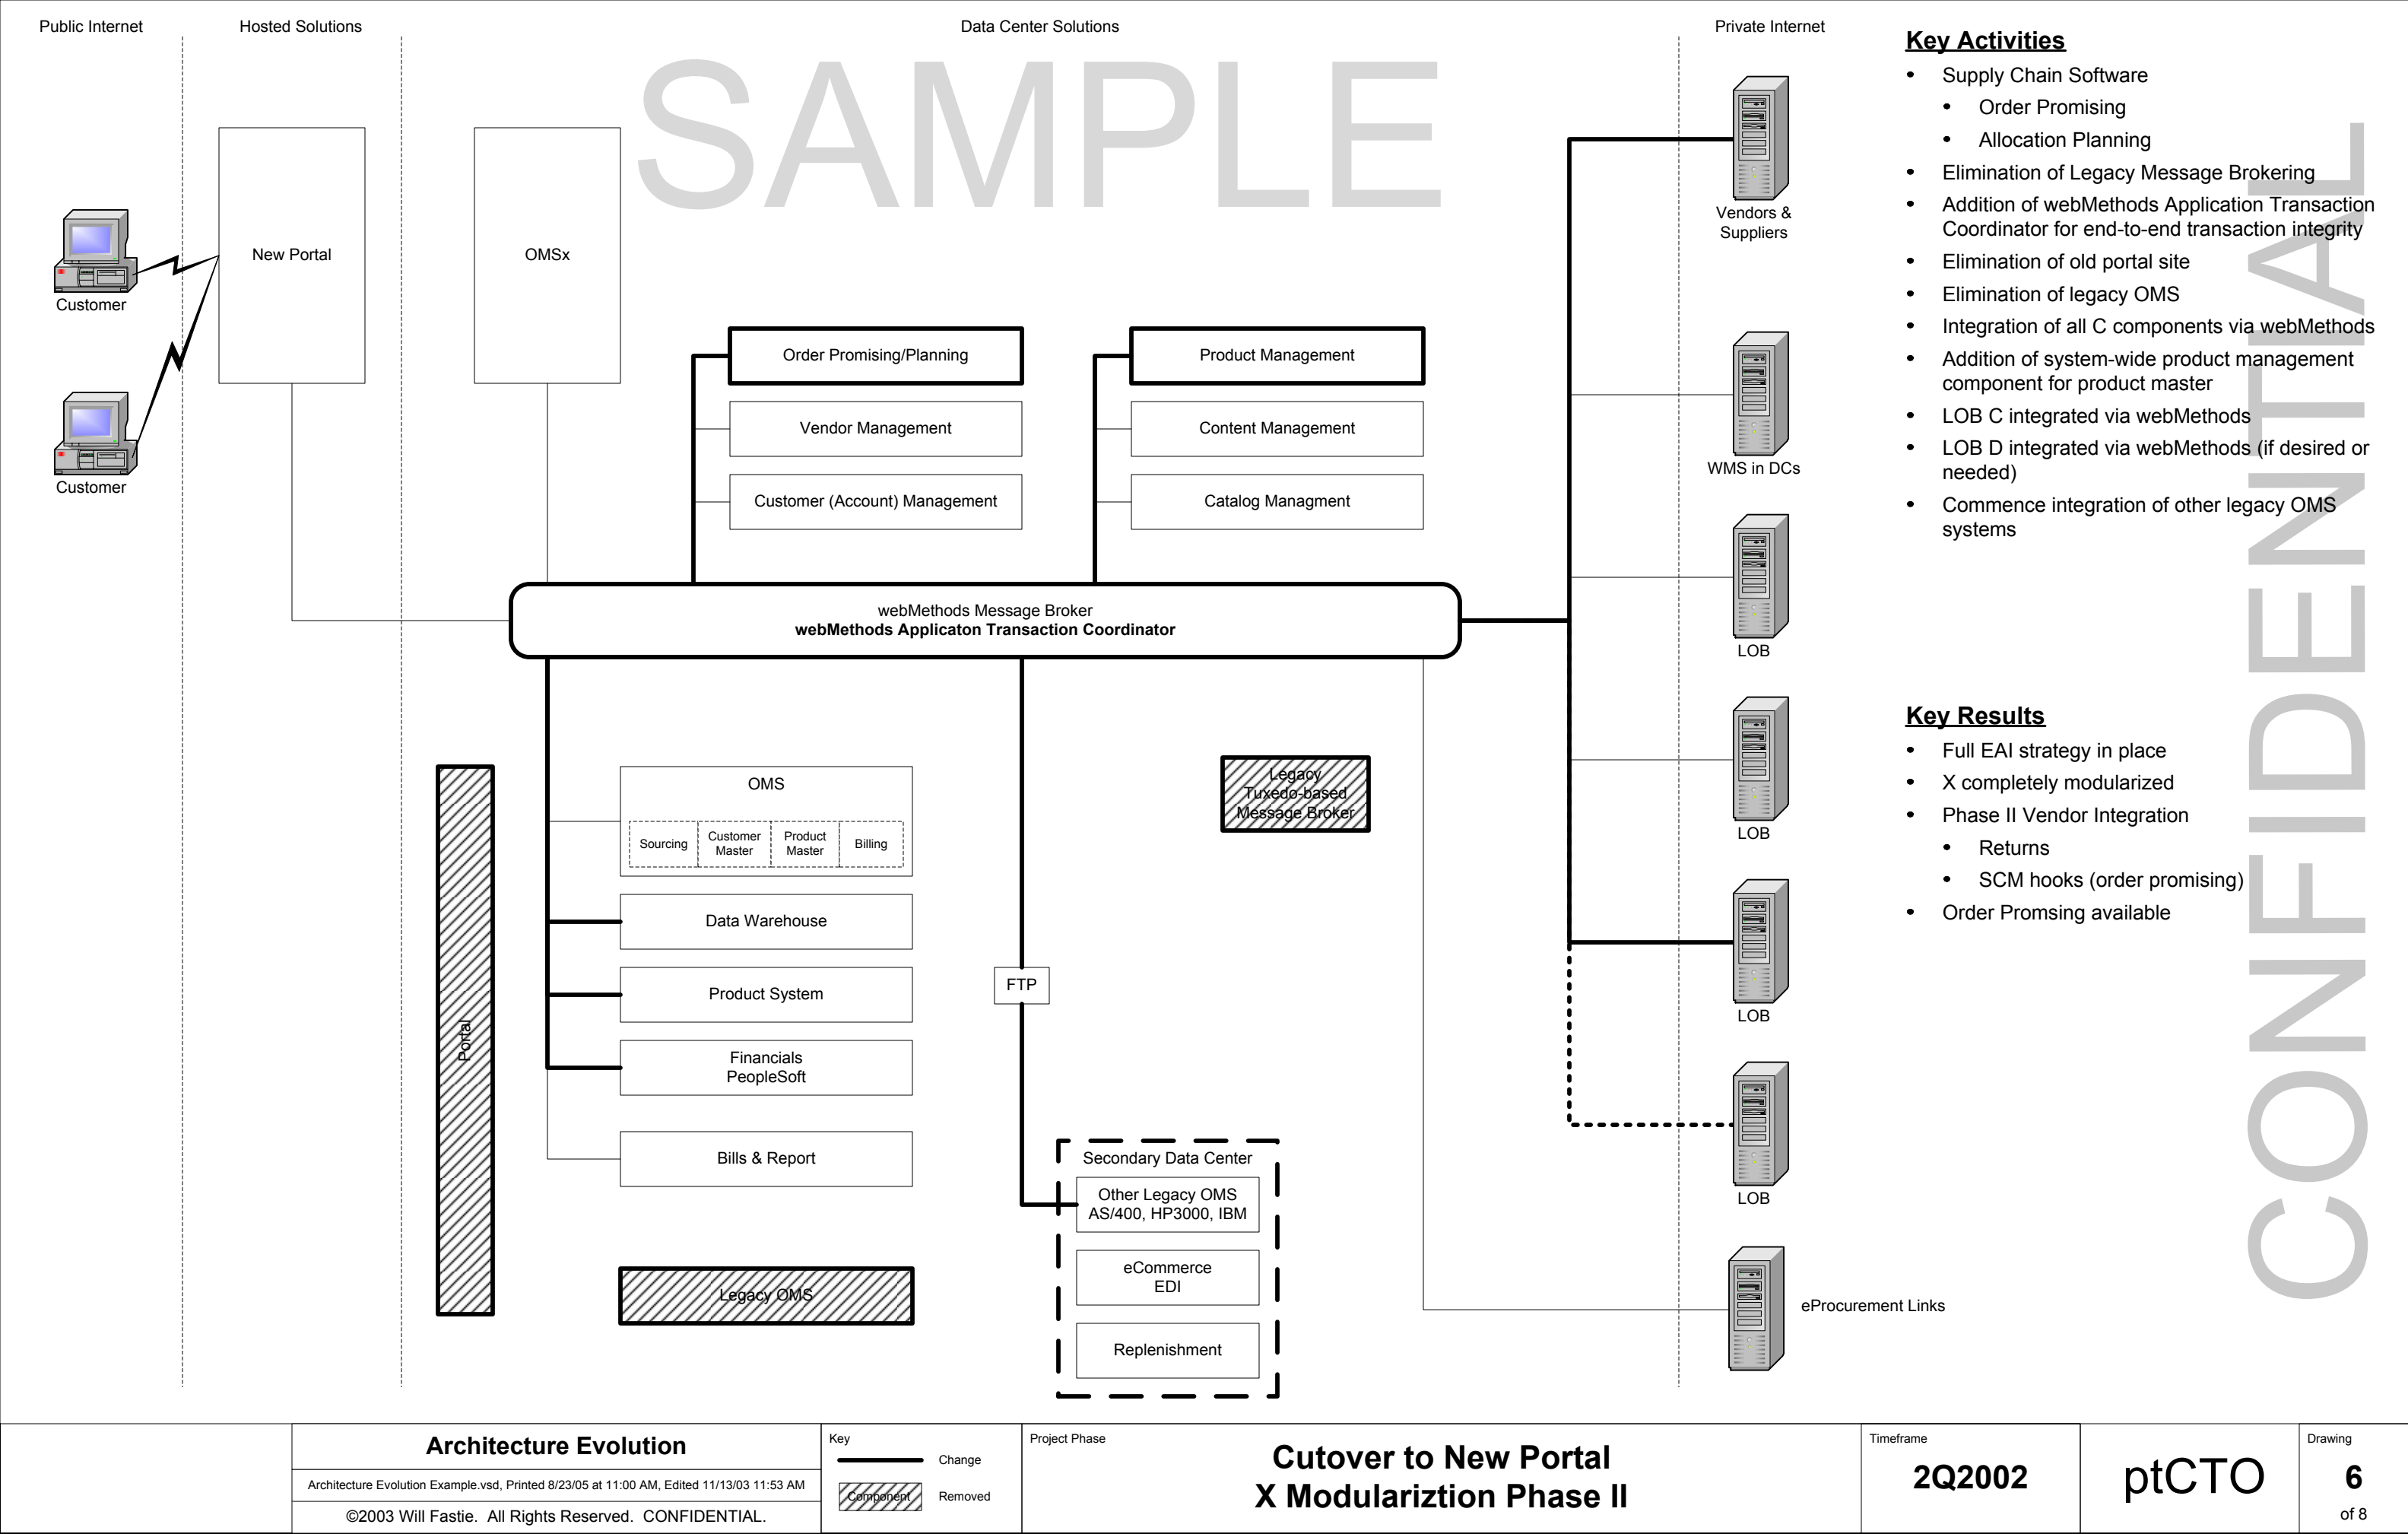 Public Internet
Hosted Solutions
Data Center Solutions
Private Internet
SAMPLE
CONFIDENTIAL
Customer
Customer
New Portal
OMSx
Order Promising/Planning
Vendor Management
Customer (Account) Management
Product Management
Content Management
Catalog Managment
webMethods Message Broker
webMethods Applicaton Transaction Coordinator
Portal
OMS
Sourcing
Customer
Master
Product
Master
Billing
Data Warehouse
Product System
Financials
PeopleSoft
Bills & Report
Legacy OMS
FTP
Legacy
Tuxedo-based
Message Broker
Secondary Data Center
Other Legacy OMS
AS/400, HP3000, IBM
eCommerce
EDI
Replenishment
Vendors &
Suppliers
WMS in DCs
LOB
LOB
LOB
LOB
eProcurement Links
Key Activities
• Supply Chain Software
• Order Promising
• Allocation Planning
• Elimination of Legacy Message Brokering
• Addition of webMethods Application Transaction
Coordinator for end-to-end transaction integrity
• Elimination of old portal site
• Elimination of legacy OMS
• Integration of all C components via webMethods
• Addition of system-wide product management
component for product master
• LOB C integrated via webMethods
• LOB D integrated via webMethods (if desired or
needed)
• Commence integration of other legacy OMS
systems
Key Results
• Full EAI strategy in place
• X completely modularized
• Phase II Vendor Integration
• Returns
• SCM hooks (order promising)
• Order Promsing available
Architecture Evolution
Architecture Evolution Example.vsd, Printed 8/23/05 at 11:00 AM, Edited 11/13/03 11:53 AM
©2003 Will Fastie. All Rights Reserved. CONFIDENTIAL.
Key
Change
Component
Removed
Project Phase
Cutover to New Portal
X Modulariztion Phase II
Timeframe
2Q2002
ptCTO
Drawing
6
of 8